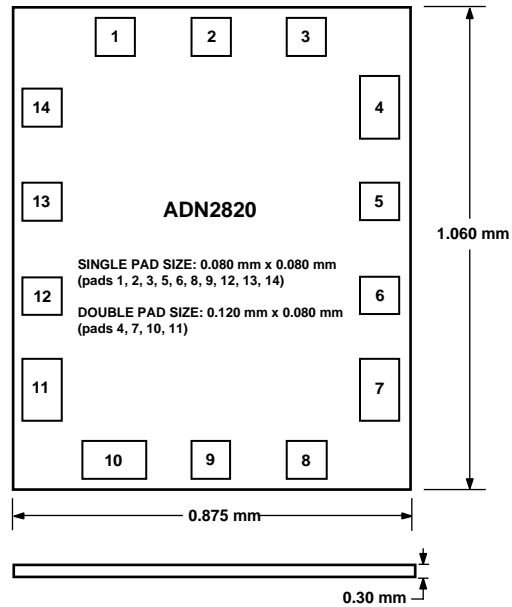 1 2 3
14 4
13 5
ADN2820
1.060 mm
SINGLE PAD SIZE: 0.080 mm x 0.080 mm
(pads 1, 2, 3, 5, 6, 8, 9, 12, 13, 14)
12 6
DOUBLE PAD SIZE: 0.120 mm x 0.080 mm
(pads 4, 7, 10, 11)
11 7
10 9 8
0.875 mm
0.30 mm